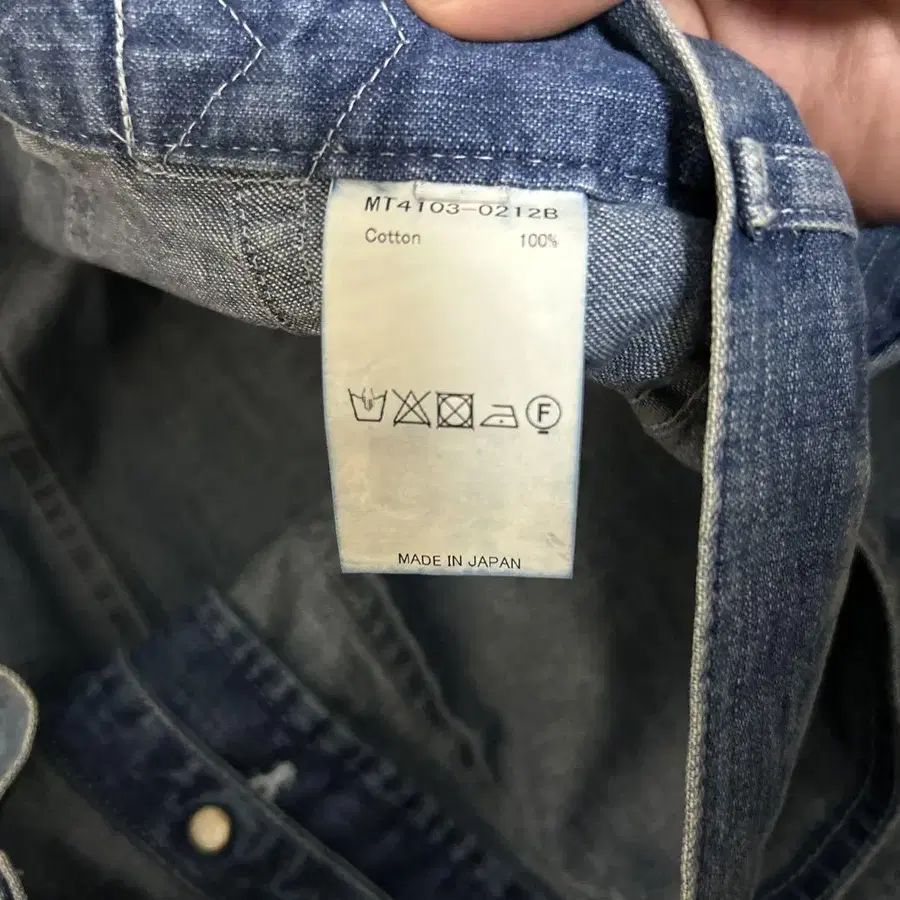 MT4103-0212B
Cotton 100%
F
MADE IN JAPAN